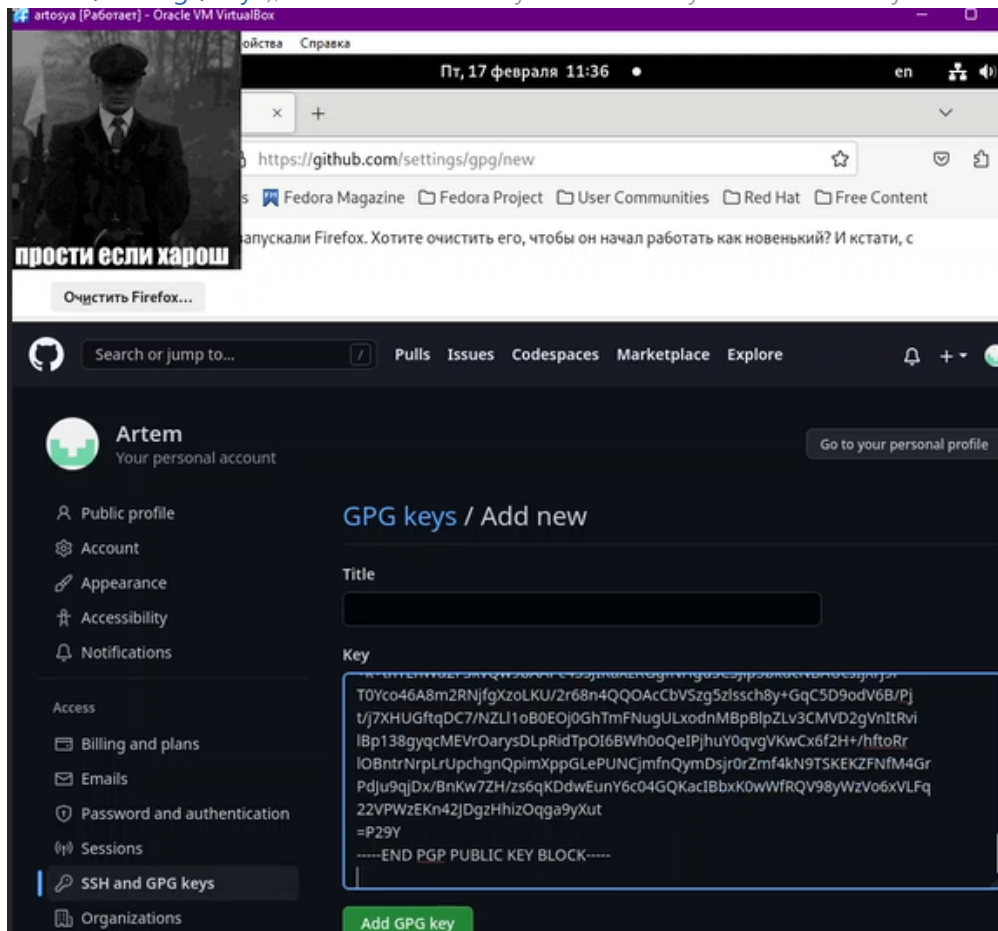 artosya [Работает] - Oracle VM VirtualBox
ойства Справка
Пт, 17 февраля 11:36
en
https://github.com/settings/gpg/new
s Fedora Magazine Fedora Project User Communities Red Hat Free Content
запускали Firefox. Хотите очистить его, чтобы он начал работать как новенький? И кстати, с
прости если харош
Очистить Firefox...
Search or jump to...
/
Pulls Issues Codespaces Marketplace Explore
Artem
Your personal account
Go to your personal profile
Public profile
Account
Appearance
Accessibility
Notifications
Access
Billing and plans
Emails
Password and authentication
Sessions
SSH and GPG keys
Organizations
GPG keys / Add new
Title
Key
T0Yco46A8m2RNjfgXzoLKU/2r68n4QQOAcCbVSzg5zlssch8y+GqC5D9odV6B/Pj
t/j7XHUGftqDC7/NZLl1oB0EOj0GhTmFNugULxodnMBpBlpZLv3CMVD2gVnItRvi
lBp138gyqcMEVrOarysDLpRidTpOI6BWh0oQeIPjhuY0qvgVKwCx6f2H+/hftoRr
lOBntrNrpLrUpchgnQpimXppGLePUNCjmfnQymDsjr0rZmf4kN9TSKEKZFNfM4Gr
PdJu9qjDx/BnKw7ZH/zs6qKDdwEunY6c04GQKacIBbxK0wWfRQV98yWzVo6xVLFq
22VPWzEKn42JDgzHhizOqga9yXut
=P29Y
-----END PGP PUBLIC KEY BLOCK-----
Add GPG key